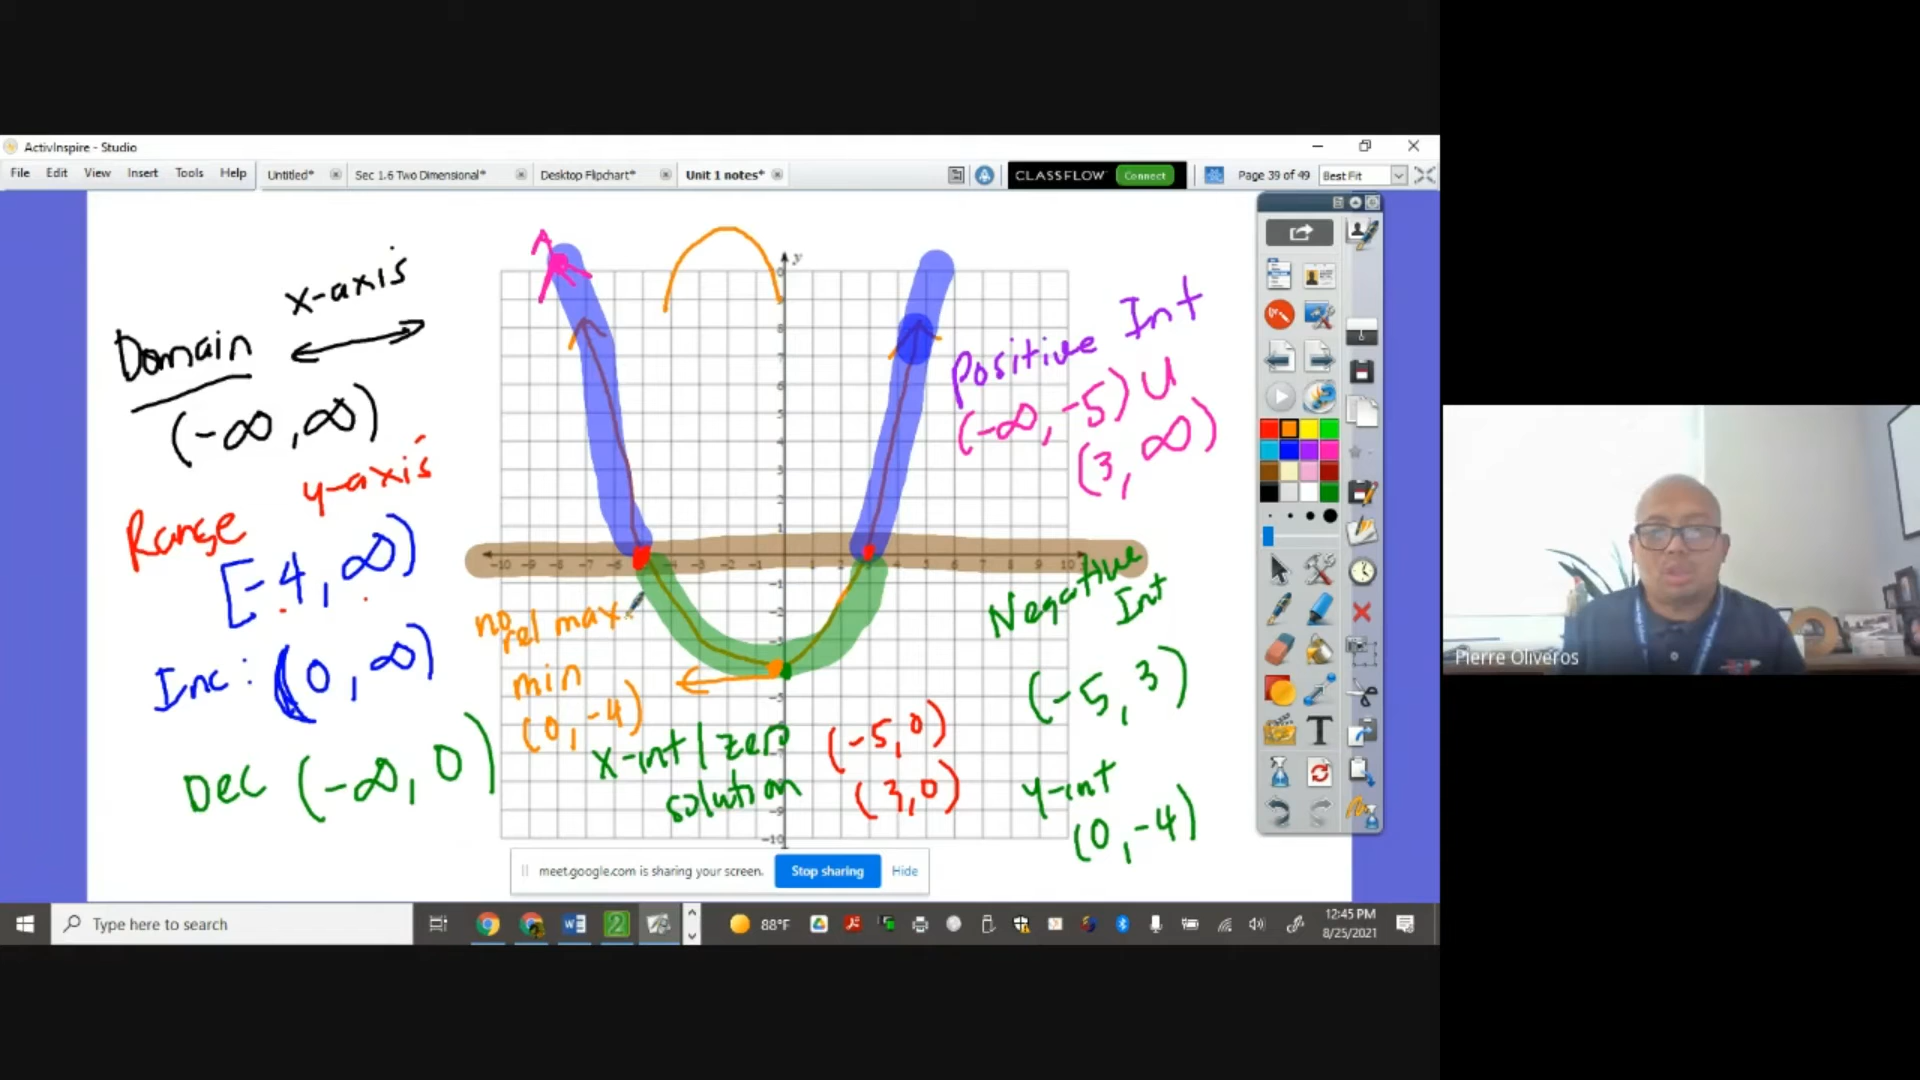 ActivInspire - Studio
File Edit View Insert Tools Help
Untitled* Sec 1.6 Two Dimensional* Desktop Flipchart* Unit 1 notes*
CLASSFLOW Connect
Page 39 of 49 Best Fit
x-axis
Domain
(-∞, ∞)
y-axis
Range
[-4, ∞)
Inc: (0, ∞)
Dec (-∞, 0)
y
Positive Int
(-∞, -5) U
(3, ∞)
no rel max.
min
(0, -4)
x-int / zero
solution
(-5, 0)
(3, 0)
Negative
Int
(-5, 3)
y-int
(0, -4)
Pierre Oliveros
meet.google.com is sharing your screen. Stop sharing Hide
Type here to search
88°F
12:45 PM
8/25/2021